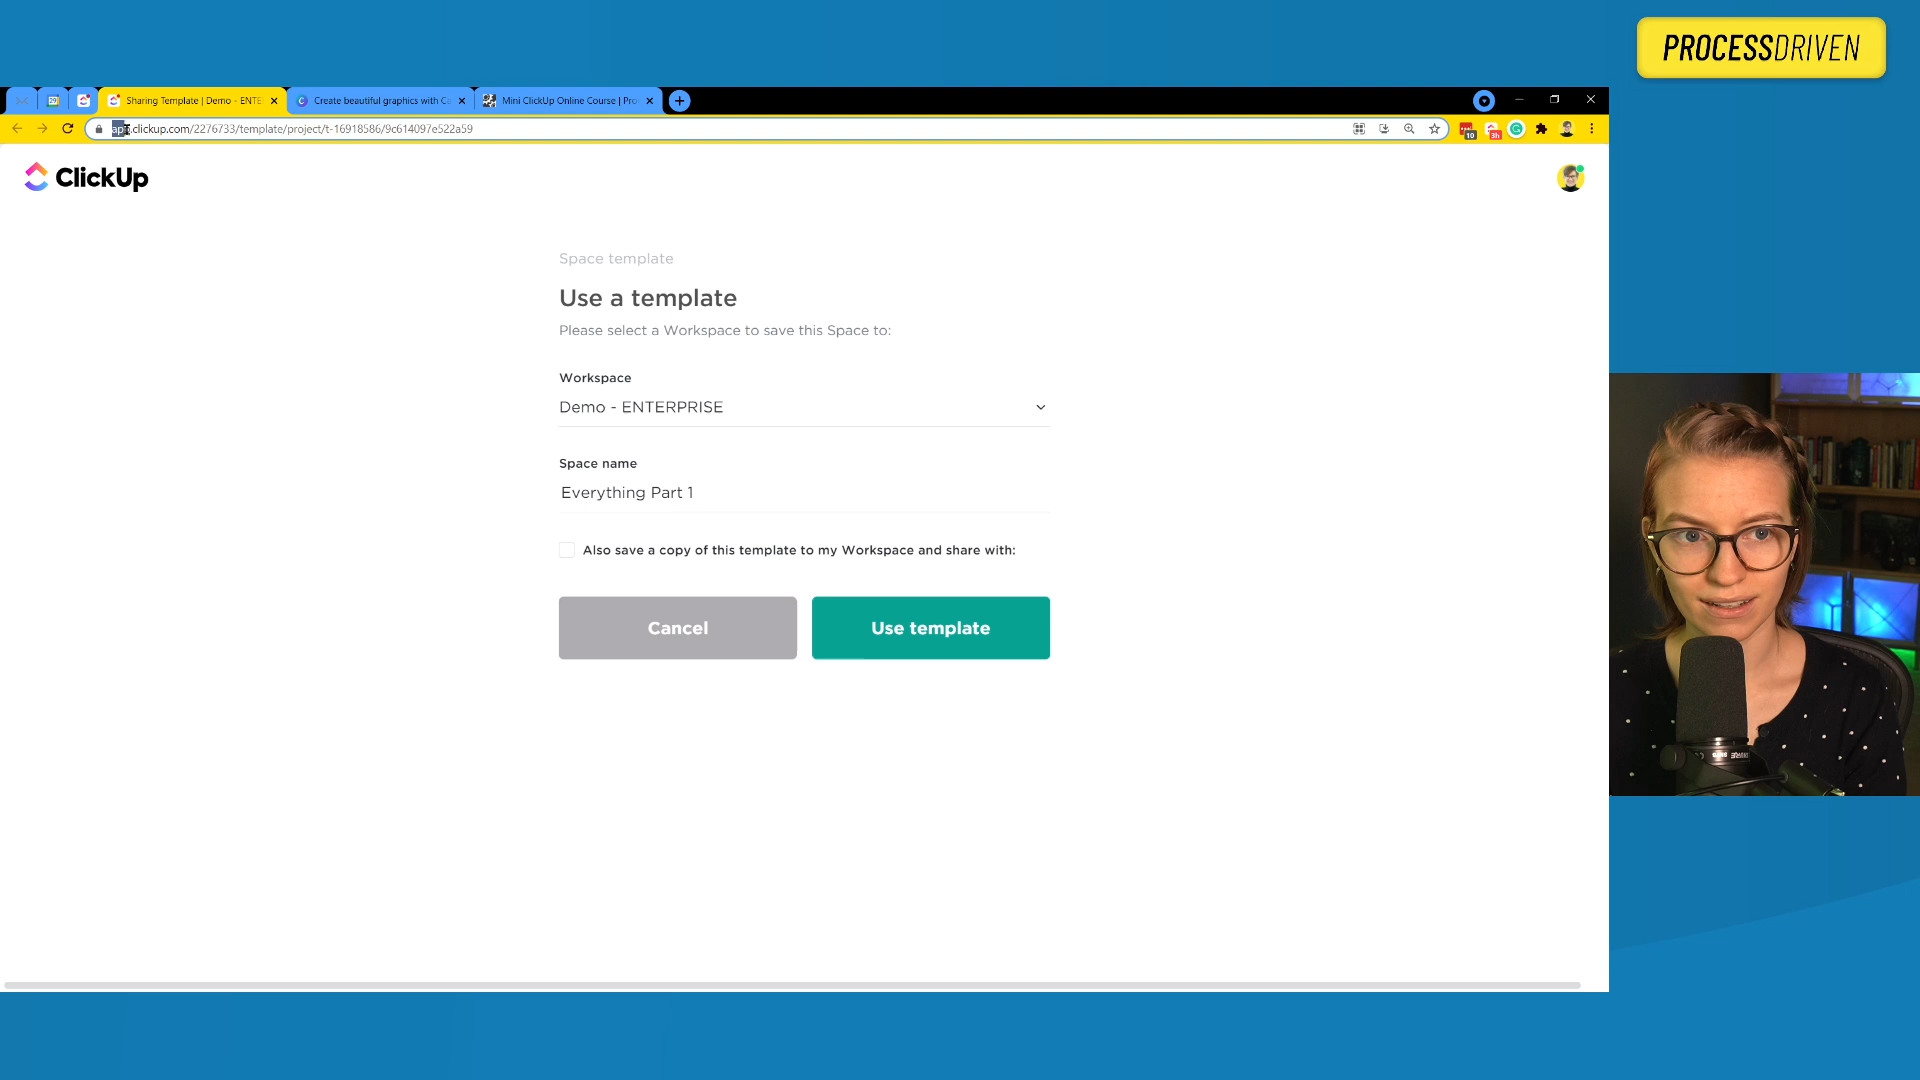 PROCESSDRIVEN
Sharing Template | Demo - ENTE
Create beautiful graphics with Ca
Mini ClickUp Online Course | Pro
app.clickup.com/2276733/template/project/t-16918586/9c614097e522a59
10
3h
ClickUp
Space template
Use a template
Please select a Workspace to save this Space to:
Workspace
Demo - ENTERPRISE
Space name
Everything Part 1
Also save a copy of this template to my Workspace and share with:
Cancel
Use template